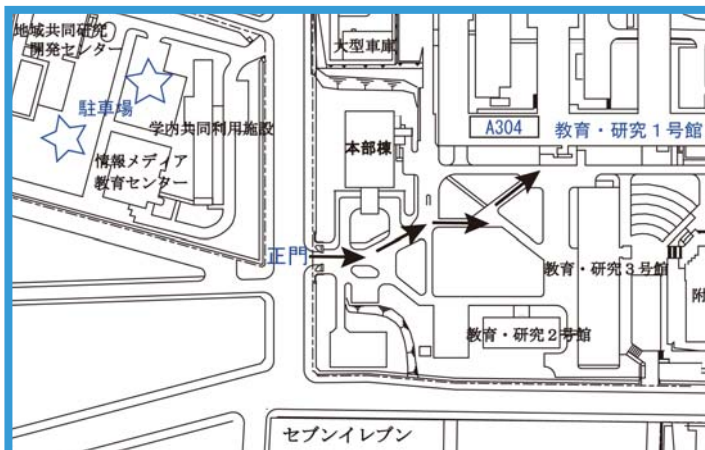 地域共同研究
開発センター
駐車場
学内共同利用施設
情報メディア
教育センター
大型車庫
本部棟
A304
教育・研究1号館
正門
教育・研究3号館
附
教育・研究2号館
セブンイレブン